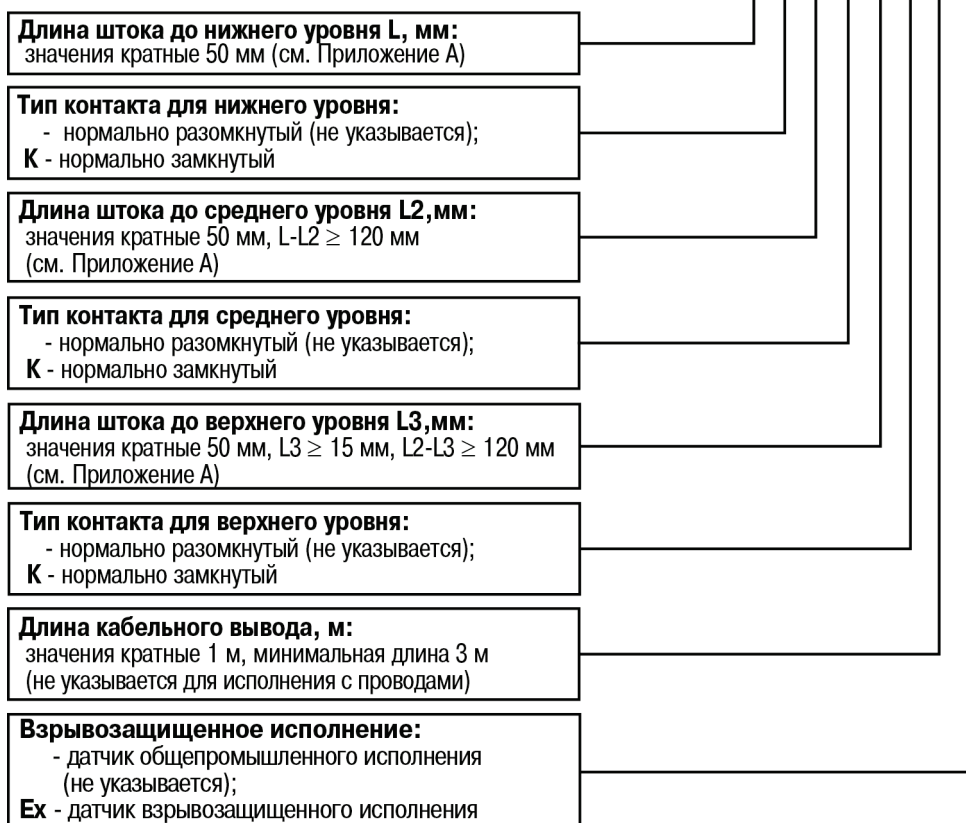 Длина штока до нижнего уровня L, мм:
значения кратные 50 мм (см. Приложение А)
Тип контакта для нижнего уровня:
- нормально разомкнутый (не указывается);
К - нормально замкнутый
Длина штока до среднего уровня L2,мм:
значения кратные 50 мм, L-L2 ≥ 120 мм
(см. Приложение А)
Тип контакта для среднего уровня:
- нормально разомкнутый (не указывается);
К - нормально замкнутый
Длина штока до верхнего уровня L3,мм:
значения кратные 50 мм, L3 ≥ 15 мм, L2-L3 ≥ 120 мм
(см. Приложение А)
Тип контакта для верхнего уровня:
- нормально разомкнутый (не указывается);
К - нормально замкнутый
Длина кабельного вывода, м:
значения кратные 1 м, минимальная длина 3 м
(не указывается для исполнения с проводами)
Взрывозащищенное исполнение:
- датчик общепромышленного исполнения
(не указывается);
Ex - датчик взрывозащищенного исполнения